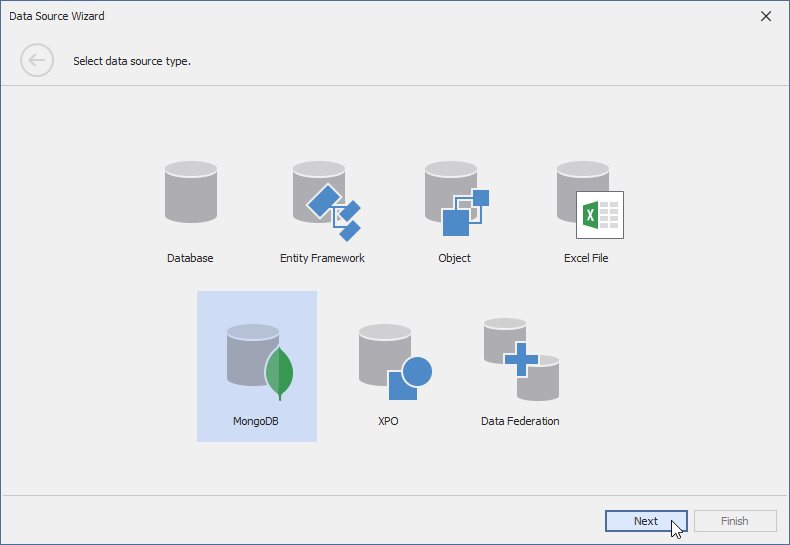 Data Source Wizard
Select data source type.
Database
Entity Framework
Object
X
Excel File
MongoDB
XPO
Data Federation
Next
Finish